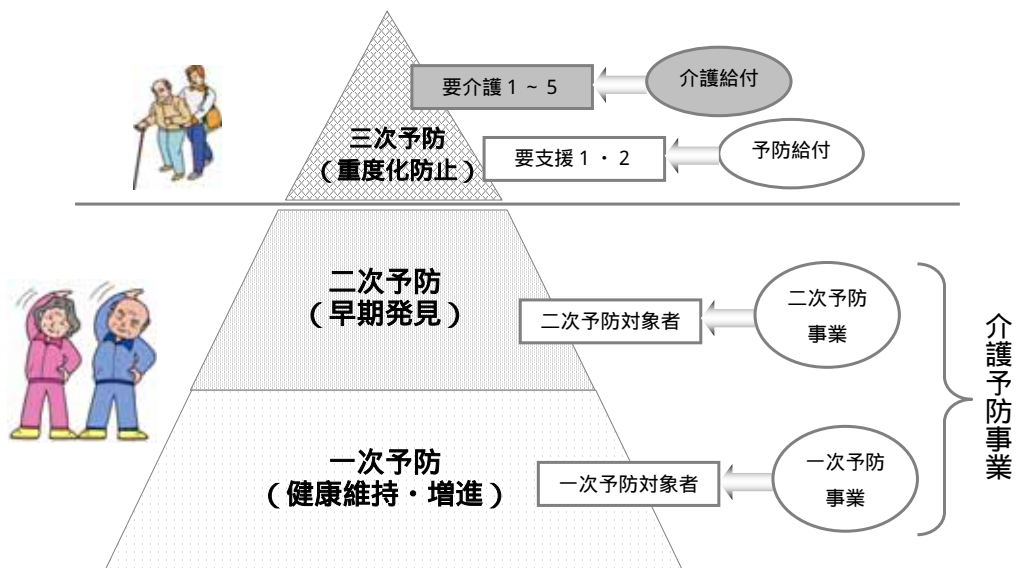 要介護1～5
介護給付
三次予防
(重度化防止)
要支援1・2
予防給付
二次予防
(早期発見)
二次予防対象者
二次予防
事業
一次予防
(健康維持・増進)
一次予防対象者
一次予防
事業
介護予防事業